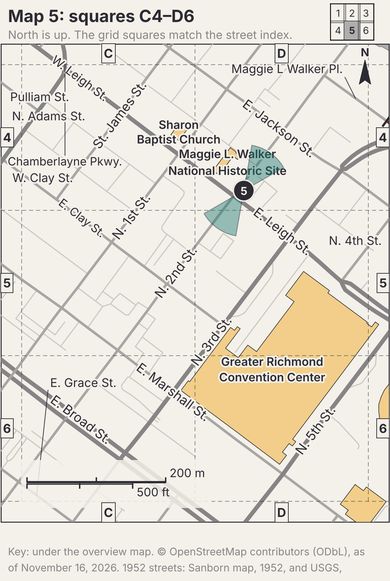 Map 5: squares C4–D6
North is up. The grid squares match the street index.
1 2 3
4 5 6
C
D
N
W. Leigh St.
Maggie L Walker Pl.
Pulliam St.
St. James St.
E. Jackson St.
N. Adams St.
Sharon
Baptist Church
4
4
Maggie L. Walker
National Historic Site
Chamberlayne Pkwy.
W. Clay St.
5
E. Clay St.
N. 1st St.
E. Leigh St.
N. 4th St.
N. 2nd St.
5
5
N. 3rd St.
Greater Richmond
Convention Center
E. Grace St.
E. Marshall St.
E. Broad St.
N. 5th St.
6
6
200 m
500 ft
C
D
Key: under the overview map. © OpenStreetMap contributors (ODbL), as
of November 16, 2026. 1952 streets: Sanborn map, 1952, and USGS,